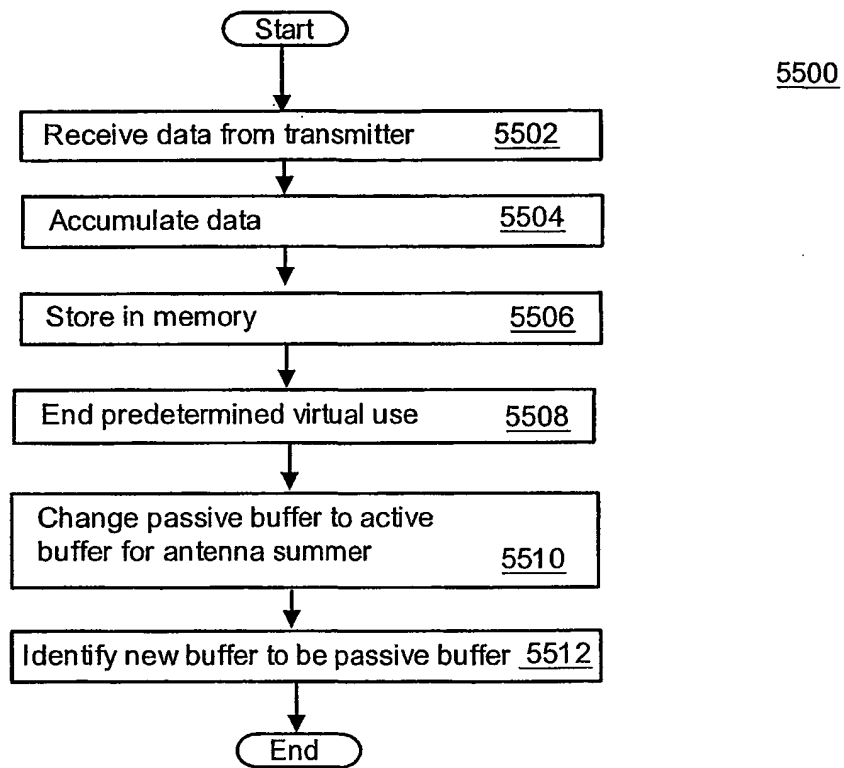 Start
5500
Receive data from transmitter 5502
Accumulate data 5504
Store in memory 5506
End predetermined virtual use 5508
Change passive buffer to active
buffer for antenna summer 5510
Identify new buffer to be passive buffer 5512
End